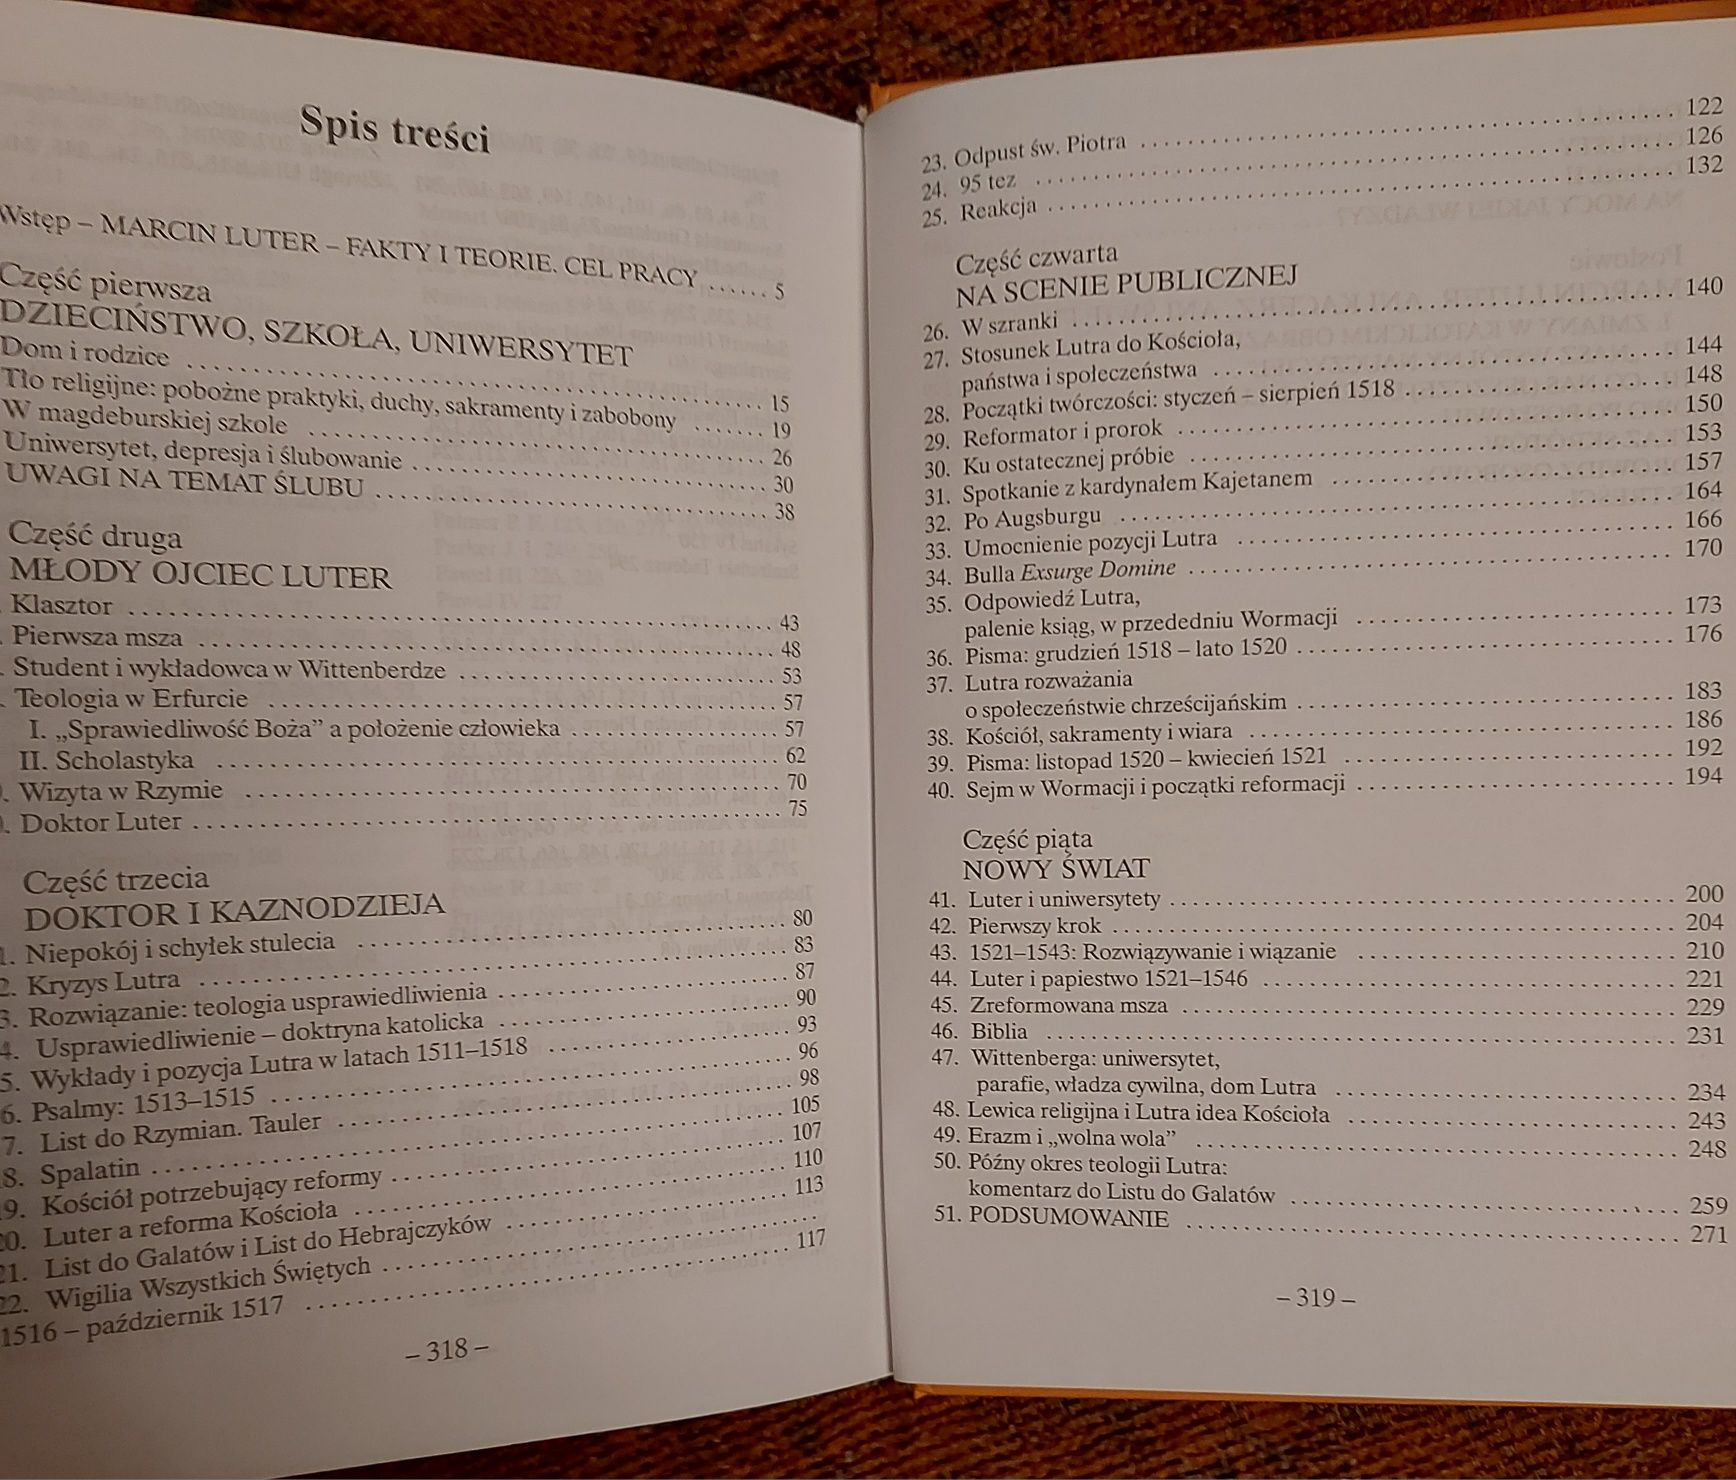 Spis treści
Wstęp – MARCIN LUTER – FAKTY I TEORIE. CEL PRACY ...... 5
Część pierwsza
DZIECIŃSTWO, SZKOŁA, UNIWERSYTET
Dom i rodzice ..... 15
Tło religijne: pobożne praktyki, duchy, sakramenty i zabobony ....... 19
W magdeburskiej szkole ..... 26
Uniwersytet, depresja i ślubowanie ..... 30
UWAGI NA TEMAT ŚLUBU ..... 38
Część druga
MŁODY OJCIEC LUTER
Klasztor ..... 43
Pierwsza msza ..... 48
Student i wykładowca w Wittenberdze ..... 53
Teologia w Erfurcie ..... 57
I. „Sprawiedliwość Boża” a położenie człowieka ..... 57
II. Scholastyka ..... 62
. Wizyta w Rzymie ..... 70
. Doktor Luter ..... 75
Część trzecia
DOKTOR I KAZNODZIEJA
1. Niepokój i schyłek stulecia ..... 80
2. Kryzys Lutra ..... 83
3. Rozwiązanie: teologia usprawiedliwienia ..... 87
4. Usprawiedliwienie – doktryna katolicka ..... 90
5. Wykłady i pozycja Lutra w latach 1511–1518 ..... 93
6. Psalmy: 1513–1515 ..... 96
7. List do Rzymian. Tauler ..... 98
8. Spalatin ..... 105
9. Kościół potrzebujący reformy ..... 107
20. Luter a reforma Kościoła ..... 110
21. List do Galatów i List do Hebrajczyków ..... 113
22. Wigilia Wszystkich Świętych .....
1516 – październik 1517 ..... 117
– 318 –
23. Odpust św. Piotra ..... 122
24. 95 tez ..... 126
25. Reakcja ..... 132
Część czwarta
NA SCENIE PUBLICZNEJ
26. W szranki ..... 140
27. Stosunek Lutra do Kościoła,
państwa i społeczeństwa ..... 144
28. Początki twórczości: styczeń – sierpień 1518 ..... 148
29. Reformator i prorok ..... 150
30. Ku ostatecznej próbie ..... 153
31. Spotkanie z kardynałem Kajetanem ..... 157
32. Po Augsburgu ..... 164
33. Umocnienie pozycji Lutra ..... 166
34. Bulla Exsurge Domine ..... 170
35. Odpowiedź Lutra,
palenie ksiąg, w przededniu Wormacji ..... 173
36. Pisma: grudzień 1518 – lato 1520 ..... 176
37. Lutra rozważania
o społeczeństwie chrześcijańskim ..... 183
38. Kościół, sakramenty i wiara ..... 186
39. Pisma: listopad 1520 – kwiecień 1521 ..... 192
40. Sejm w Wormacji i początki reformacji ..... 194
Część piąta
NOWY ŚWIAT
41. Luter i uniwersytety ..... 200
42. Pierwszy krok ..... 204
43. 1521–1543: Rozwiązywanie i wiązanie ..... 210
44. Luter i papiestwo 1521–1546 ..... 221
45. Zreformowana msza ..... 229
46. Biblia ..... 231
47. Wittenberga: uniwersytet,
parafie, władza cywilna, dom Lutra ..... 234
48. Lewica religijna i Lutra idea Kościoła ..... 243
49. Erazm i „wolna wola” ..... 248
50. Późny okres teologii Lutra:
komentarz do Listu do Galatów ..... 259
51. PODSUMOWANIE ..... 271
– 319 –